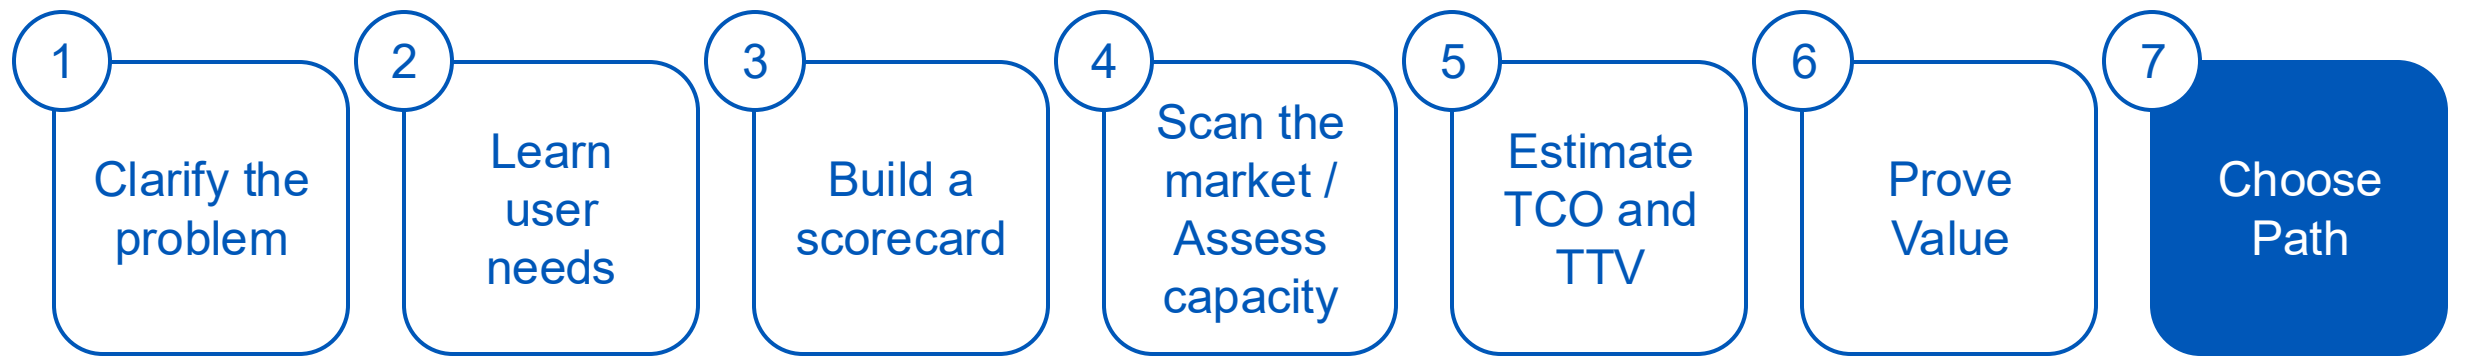 1
Clarify the
problem
2
Learn
user
needs
3
Build a
scorecard
4
Scan the
market /
Assess
capacity
5
Estimate
TCO and
TTV
6
Prove
Value
7
Choose
Path